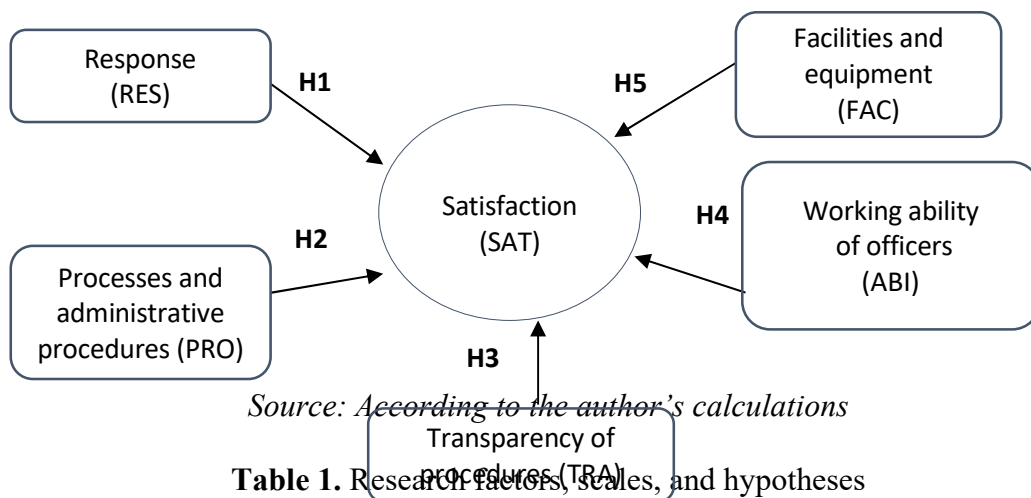 Response
(RES)
H1
Facilities and
equipment
(FAC)
H5
Satisfaction
(SAT)
Processes and
administrative
procedures (PRO)
H2
Working ability
of officers
(ABI)
H4
H3
Source: According to the author's calculations
Transparency of
procedures (TRA)
Table 1. Research factors, scales, and hypotheses